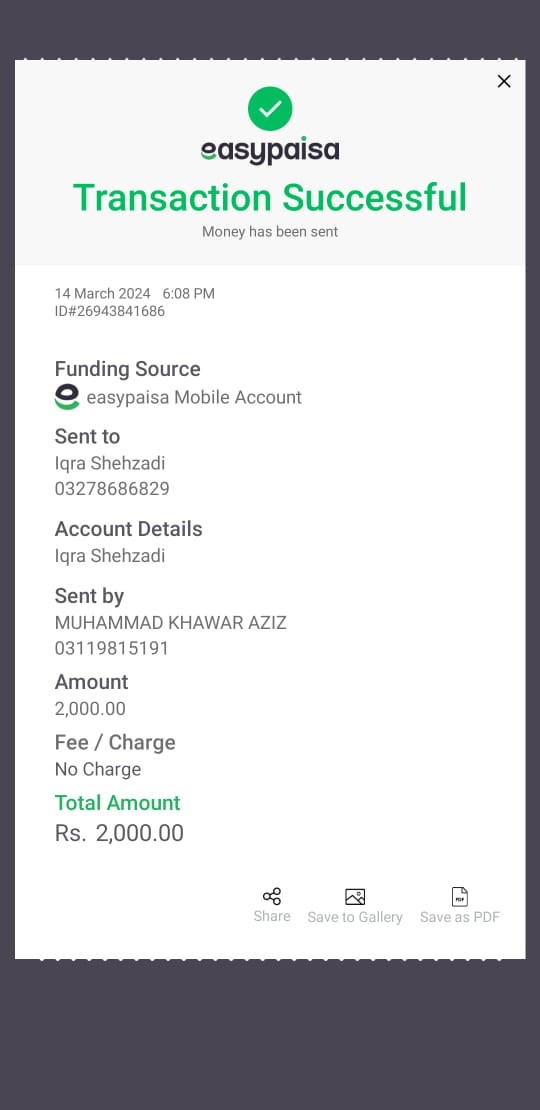 easypaisa
Transaction Successful
Money has been sent
14 March 2024 6:08 PM
ID#26943841686
Funding Source
easypaisa Mobile Account
Sent to
Iqra Shehzadi
03278686829
Account Details
Iqra Shehzadi
Sent by
MUHAMMAD KHAWAR AZIZ
03119815191
Amount
2,000.00
Fee / Charge
No Charge
Total Amount
Rs. 2,000.00
PDF
Share Save to Gallery Save as PDF